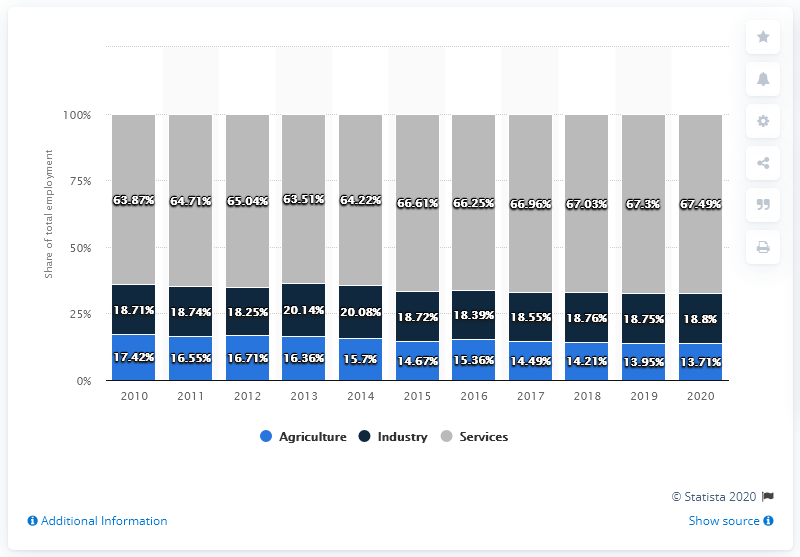 Share of total employment
100%
75%
50%
25%
0%
63.87% 64.71% 65.04% 63.51% 64.22% 66.61% 66.25% 66.96% 67.03% 67.3% 67.49%
18.71% 18.74% 18.25% 20.14% 20.08% 18.72% 18.39% 18.55% 18.76% 18.75% 18.8%
17.42% 16.55% 16.71% 16.36% 15.7% 14.67% 15.36% 14.49% 14.21% 13.95% 13.71%
2010 2011 2012 2013 2014 2015 2016 2017 2018 2019 2020
Agriculture Industry Services
© Statista 2020
Additional Information
Show source